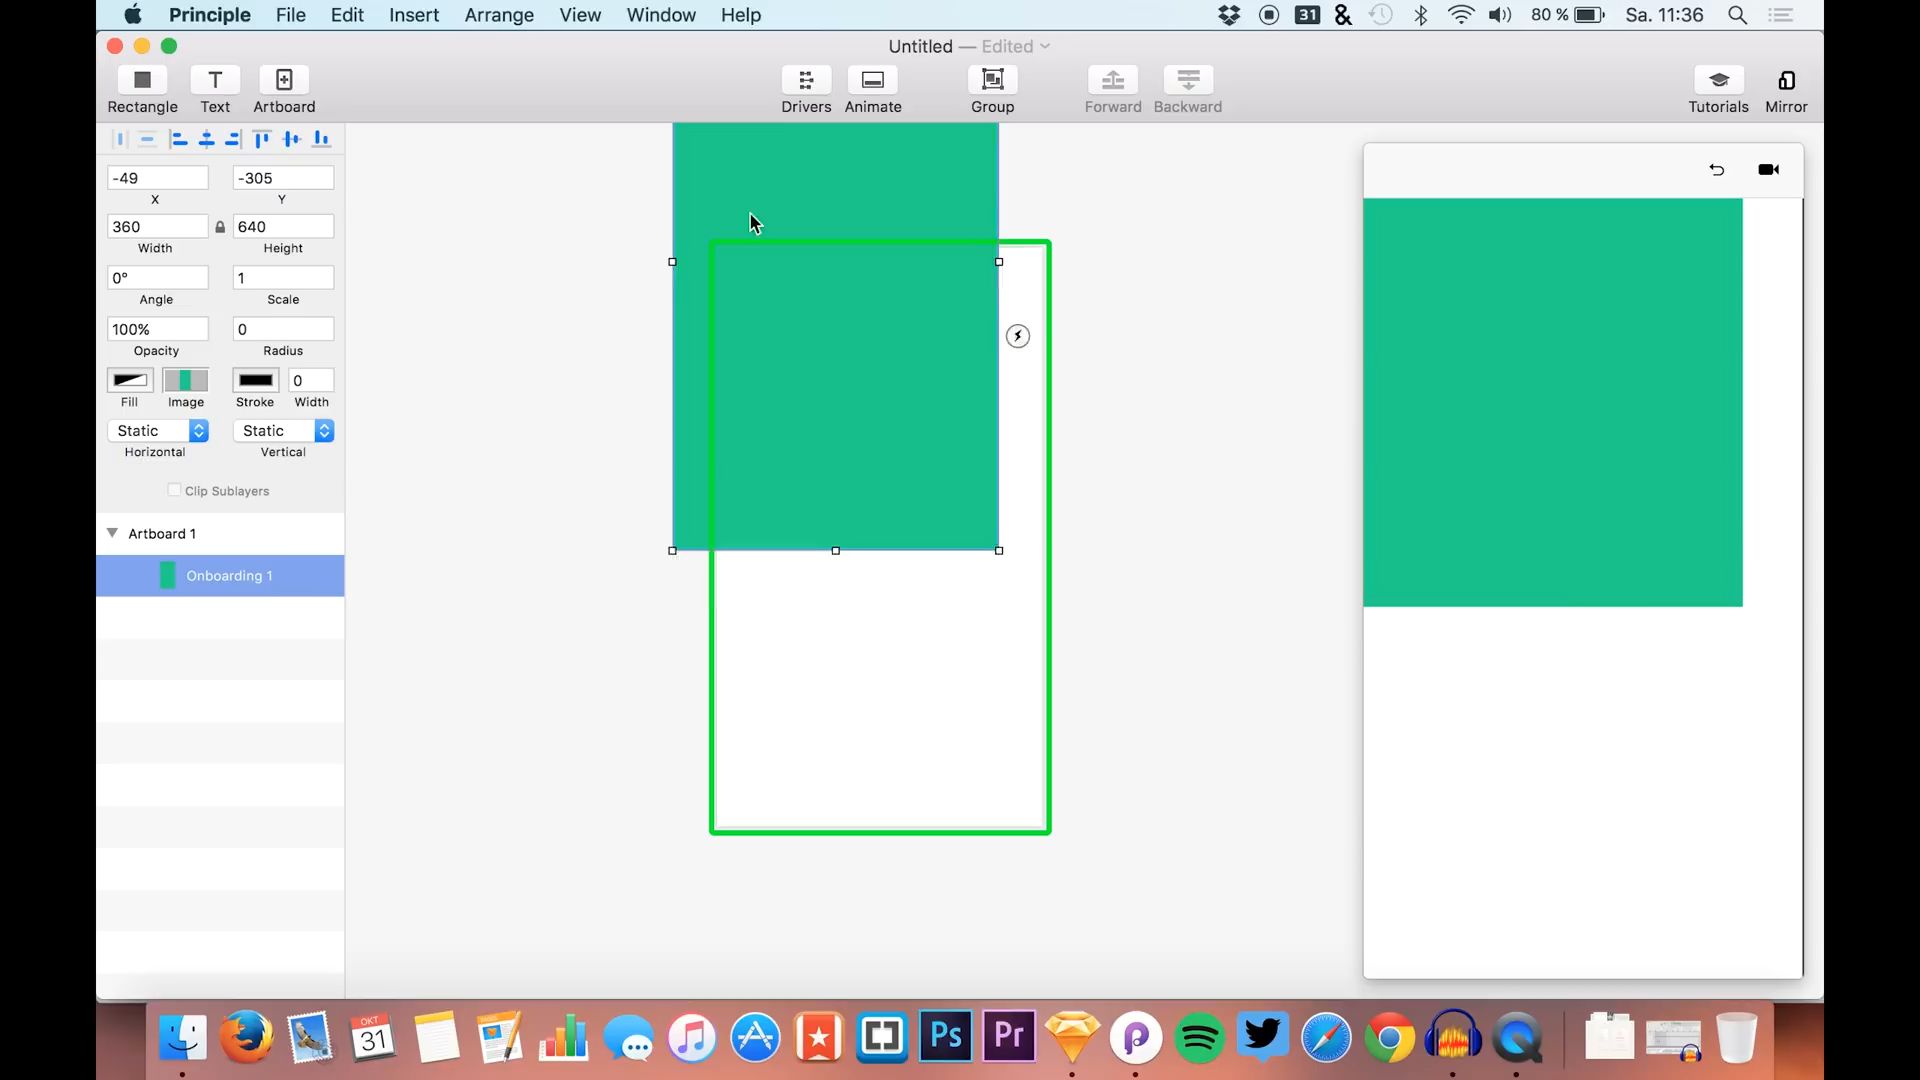 Principle File Edit Insert Arrange View Window Help 31 80 % Sa. 11:36
Untitled — Edited
Rectangle Text Artboard Drivers Animate Group Forward Backward Tutorials Mirror
-49 -305
X Y
360 640
Width Height
0° 1
Angle Scale
100% 0
Opacity Radius
0
Fill Image Stroke Width
Static Static
Horizontal Vertical
Clip Sublayers
Artboard 1
Onboarding 1
OKT
31
Ps Pr